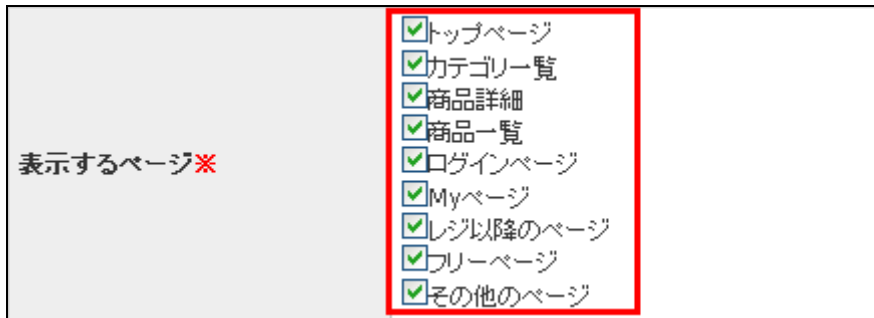 トップページ
カテゴリ一覧
商品詳細
商品一覧
表示するページ※
ログインページ
Myページ
レジ以降のページ
フリーページ
その他のページ